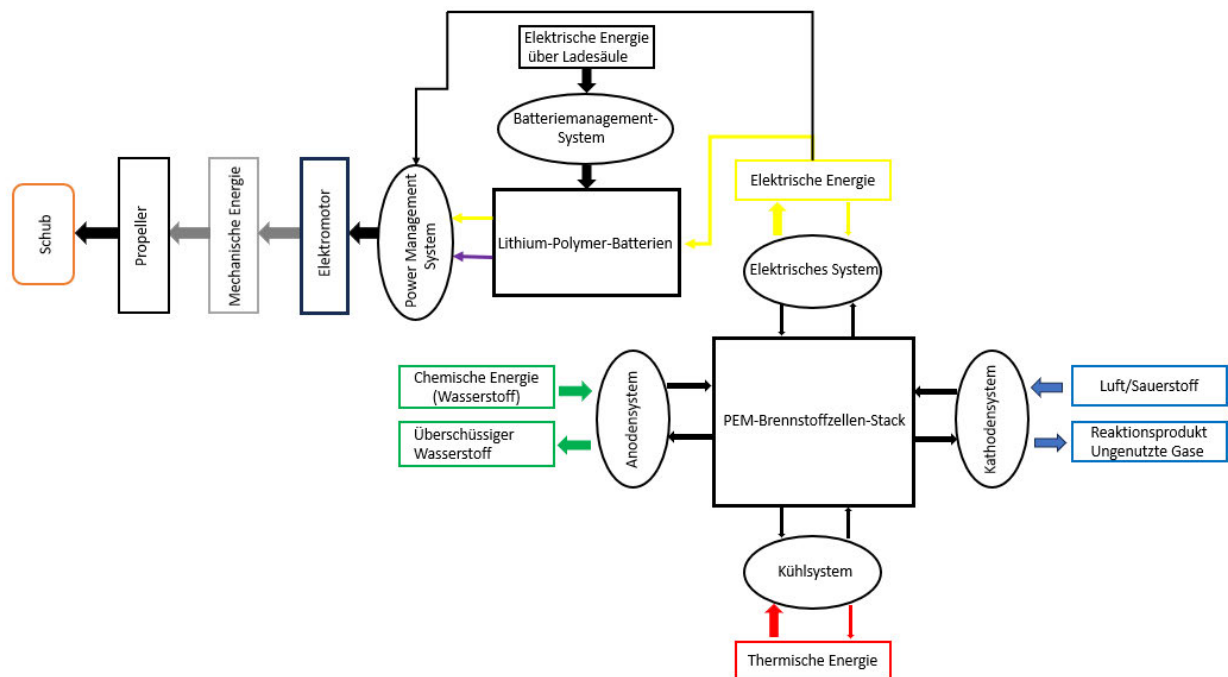 Elektrische Energie
über Ladesäule
Batteriemanagement-
System
Elektrische Energie
Schub
Propeller
Mechanische Energie
Elektromotor
Power Management
System
Lithium-Polymer-Batterien
Elektrisches System
Chemische Energie
(Wasserstoff)
Überschüssiger
Wasserstoff
Anodensystem
PEM-Brennstoffzellen-Stack
Kathodensystem
Luft/Sauerstoff
Reaktionsprodukt
Ungenutzte Gase
Kühlsystem
Thermische Energie